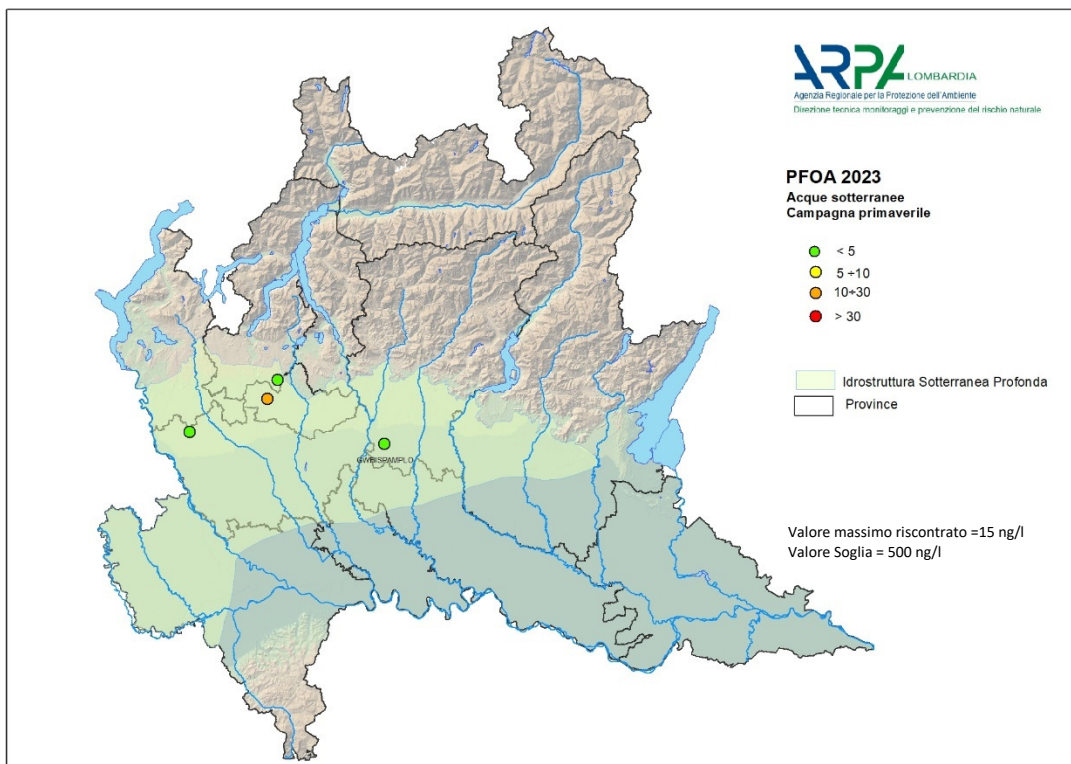 ARPA LOMBARDIA
Agenzia Regionale per la Protezione dell'Ambiente
Direzione tecnica monitoraggi e prevenzione del rischio naturale
PFOA 2023
Acque sotterranee
Campagna primaverile
< 5
5 ÷10
10÷30
> 30
Idrostruttura Sotterranea Profonda
Province
GWBISPAMPLO
Valore massimo riscontrato =15 ng/l
Valore Soglia = 500 ng/l